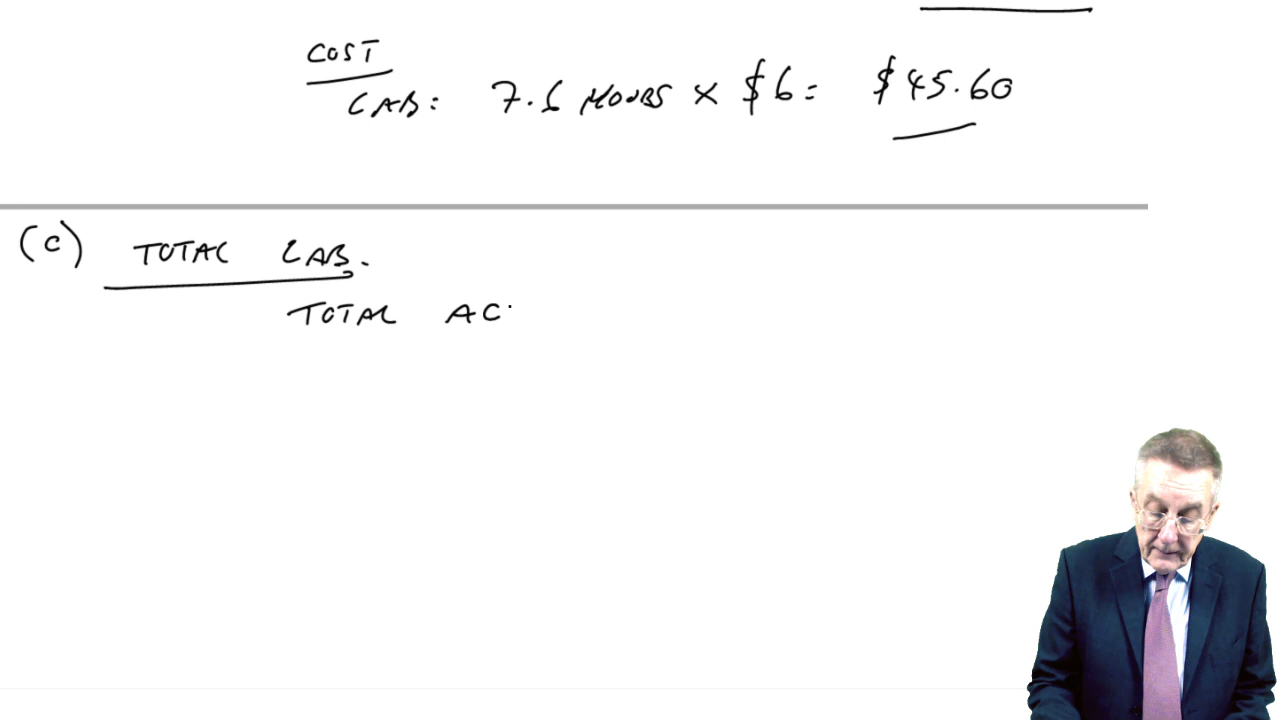 COST
LAB: 7.6 HOURS × $6 = $45.60
(c) TOTAL LAB.
TOTAL AC